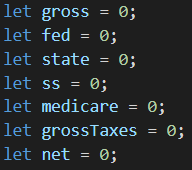 let gross = 0;
let fed = 0;
let state = 0;
let ss = 0;
let medicare = 0;
let grossTaxes = 0;
let net = 0;